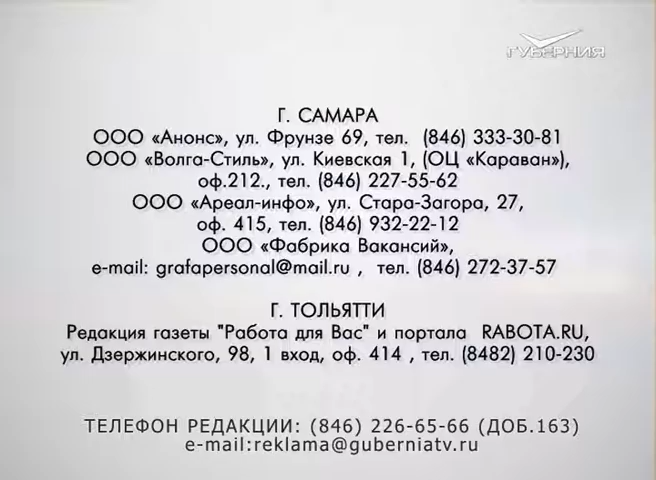 ГУБЕРНИЯ
Г. САМАРА
ООО «Анонс», ул. Фрунзе 69, тел. (846) 333-30-81
ООО «Волга-Стиль», ул. Киевская 1, (ОЦ «Караван»),
оф.212., тел. (846) 227-55-62
ООО «Ареал-инфо», ул. Стара-Загора, 27,
оф. 415, тел. (846) 932-22-12
ООО «Фабрика Вакансий»,
e-mail: grafapersonal@mail.ru , тел. (846) 272-37-57
Г. ТОЛЬЯТТИ
Редакция газеты "Работа для Вас" и портала RABOTA.RU,
ул. Дзержинского, 98, 1 вход, оф. 414 , тел. (8482) 210-230
ТЕЛЕФОН РЕДАКЦИИ: (846) 226-65-66 (ДОБ.163)
e-mail:reklama@guberniatv.ru